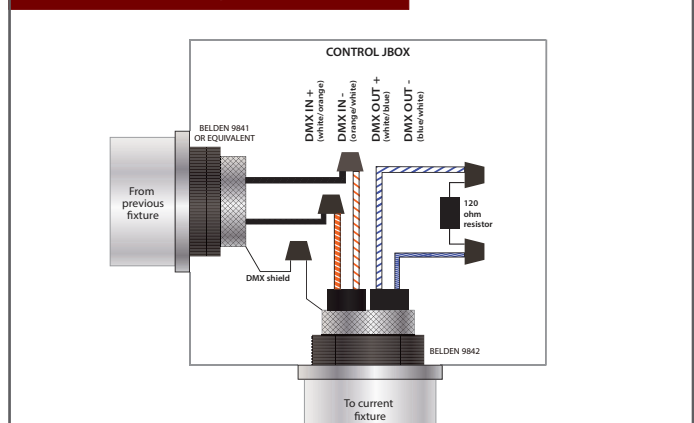 CONTROL JBOX
DMX IN +
(white/orange)
DMX IN -
(orange/white)
DMX OUT +
(white/blue)
DMX OUT -
(blue/white)
BELDEN 9841
OR EQUIVALENT
From
previous
fixture
120
ohm
resistor
DMX shield
BELDEN 9842
To current
fixture